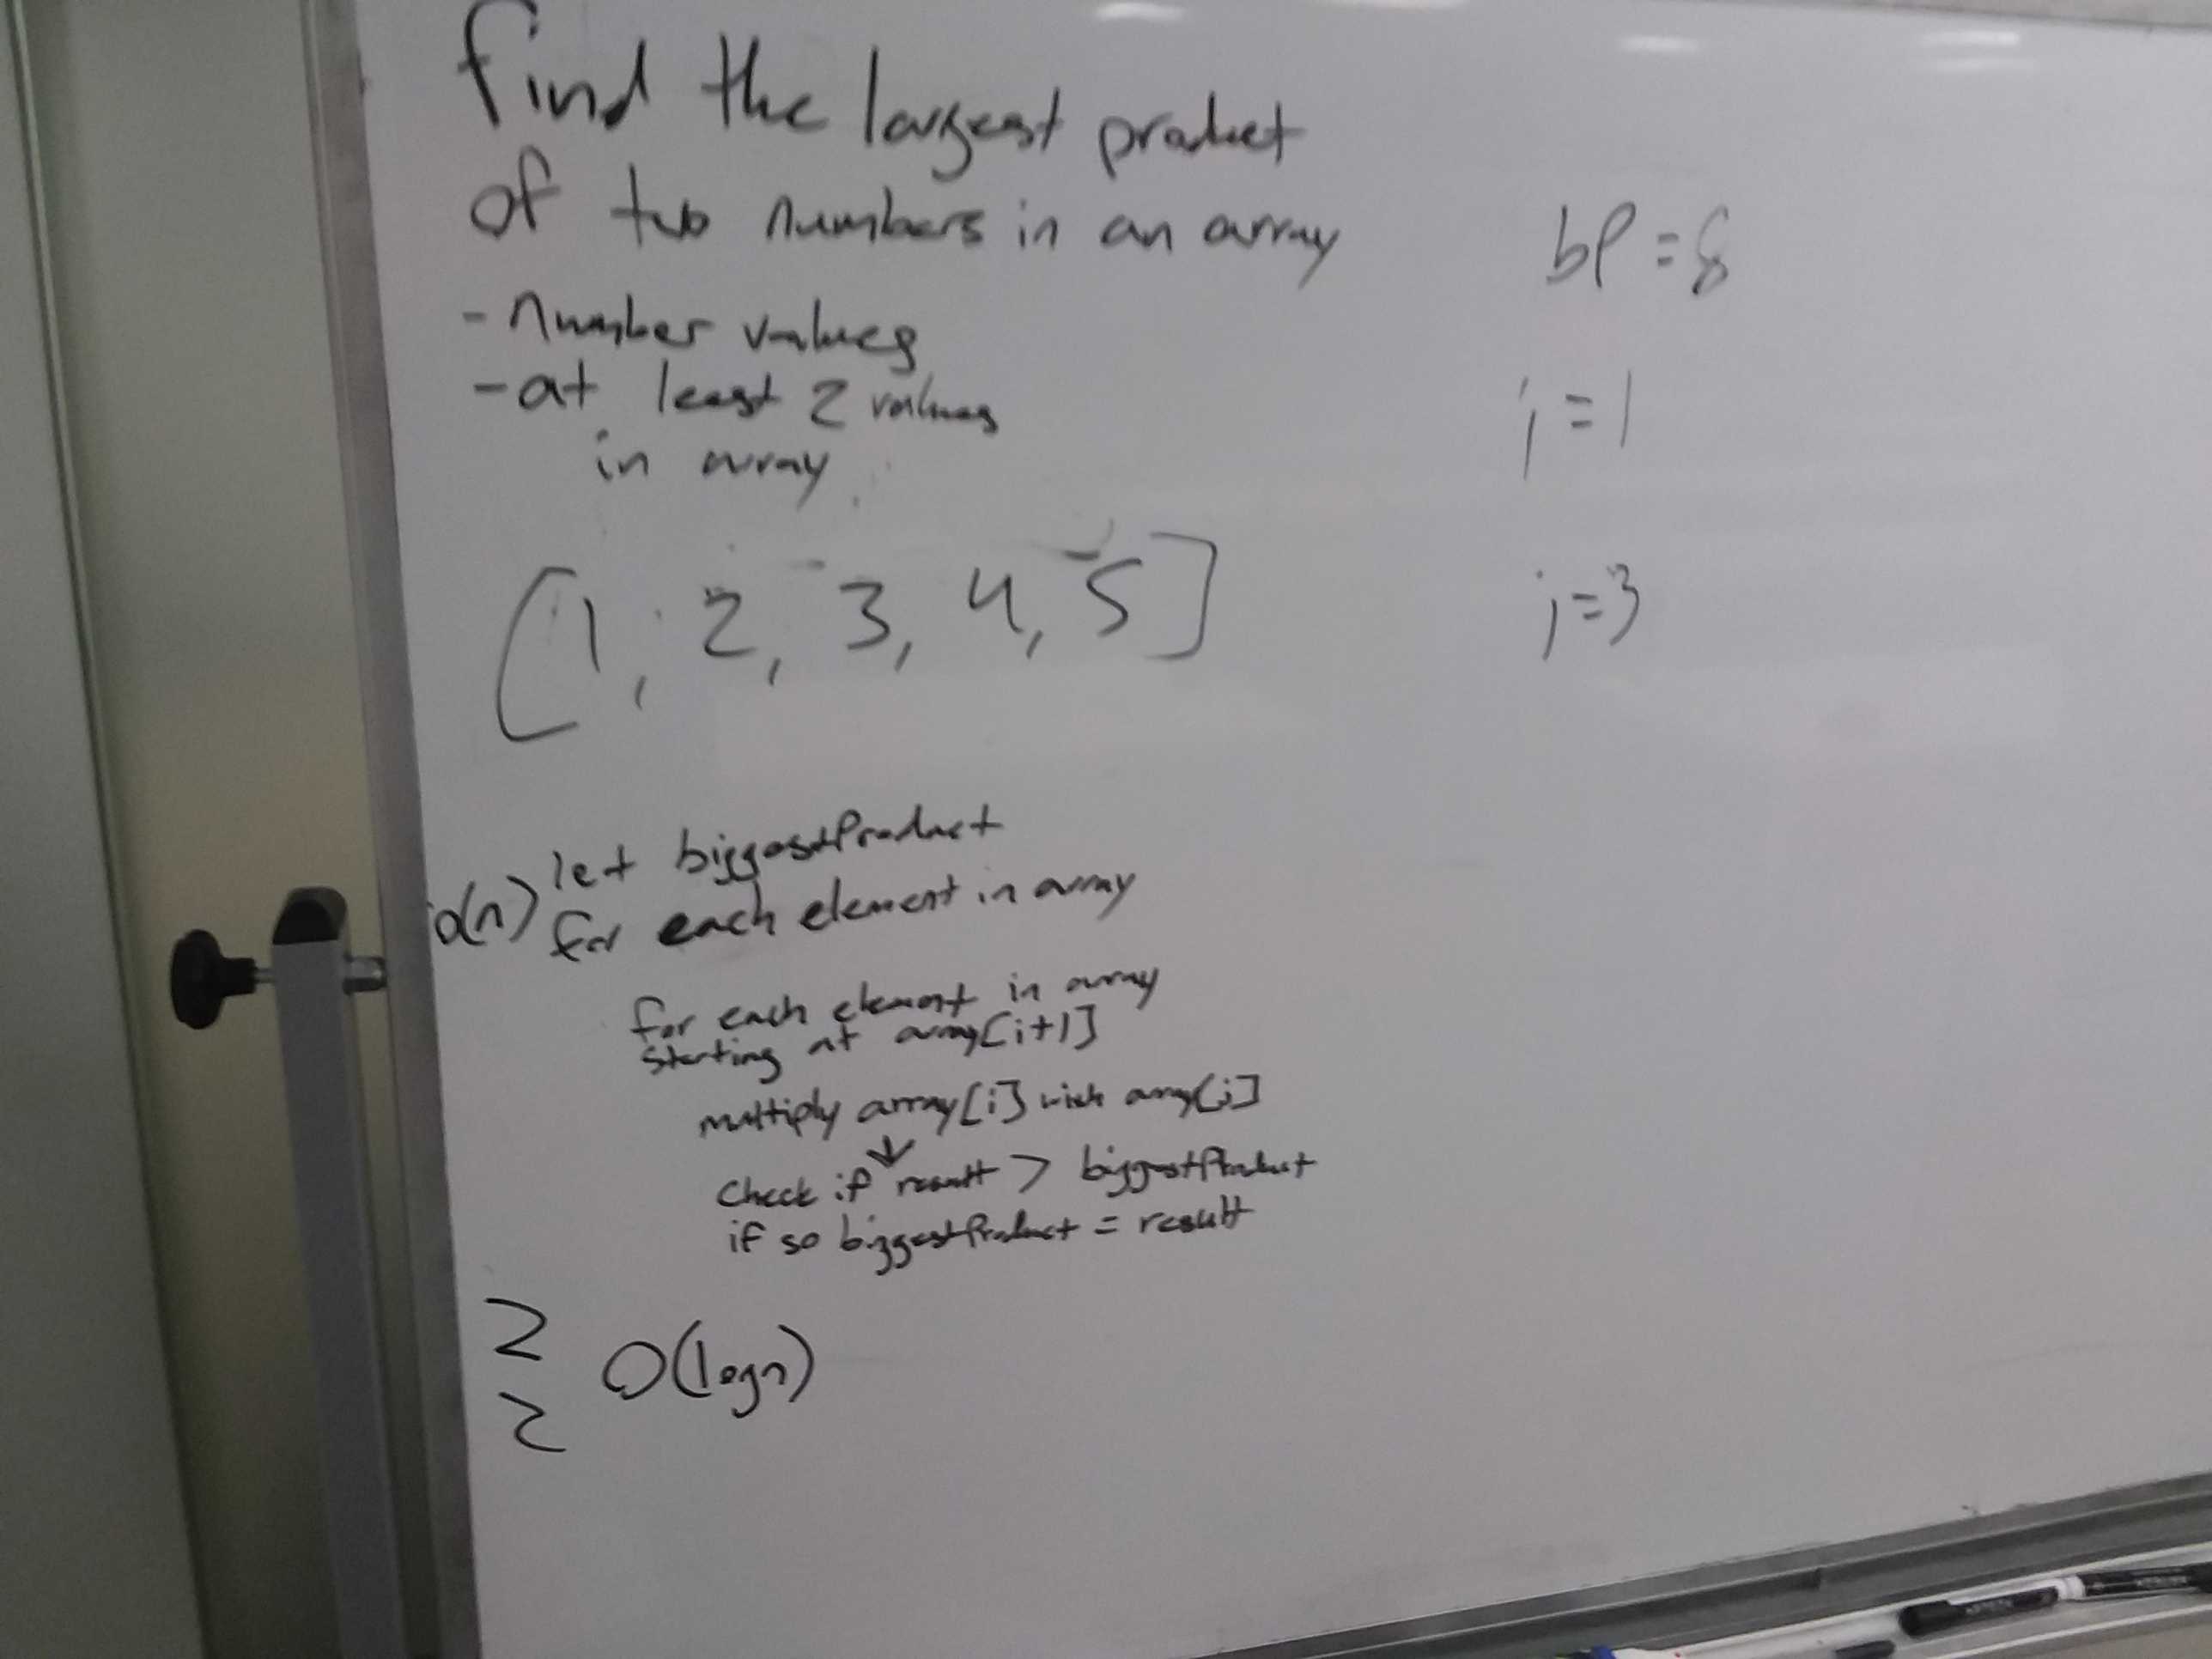 find the largest product
of two numbers in an array
- number values
- at least 2 values
in array
[1, 2, 3, 4, 5]
bP = 8
i = 1
j = 3
let biggestProduct
o(n) for each element in array
for each element in array
starting at array[i+1]
multiply array[i] with array[j]
check if result > biggestProduct
if so biggestProduct = result
2
O(logn)
2